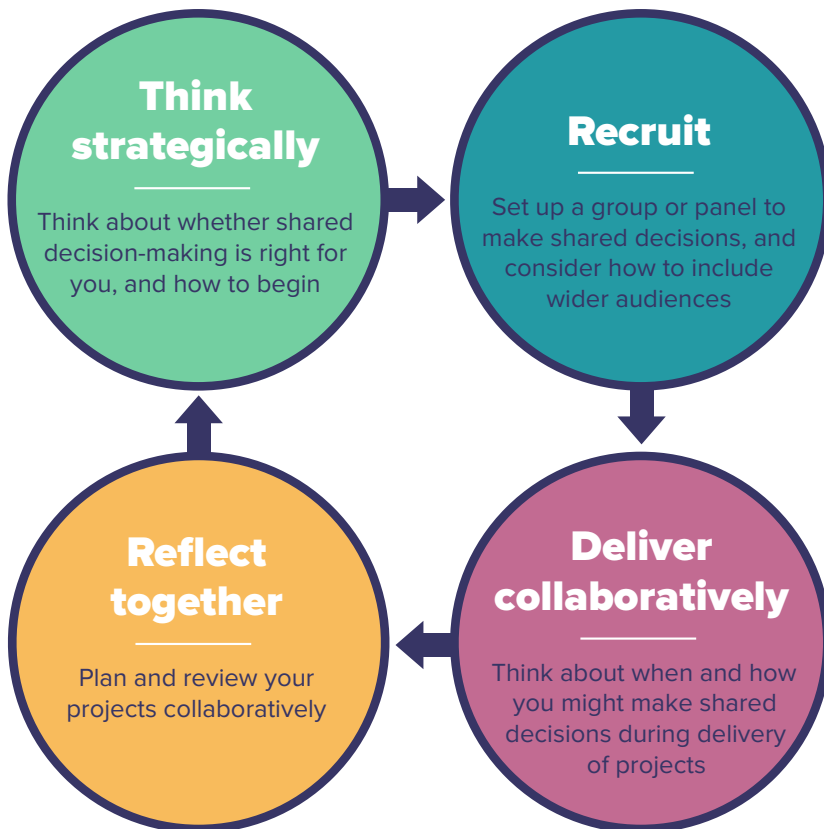 Think
strategically
Think about whether shared
decision-making is right for
you, and how to begin
Recruit
Set up a group or panel to
make shared decisions, and
consider how to include
wider audiences
Deliver
collaboratively
Think about when and how
you might make shared
decisions during delivery
of projects
Reflect
together
Plan and review your
projects collaboratively